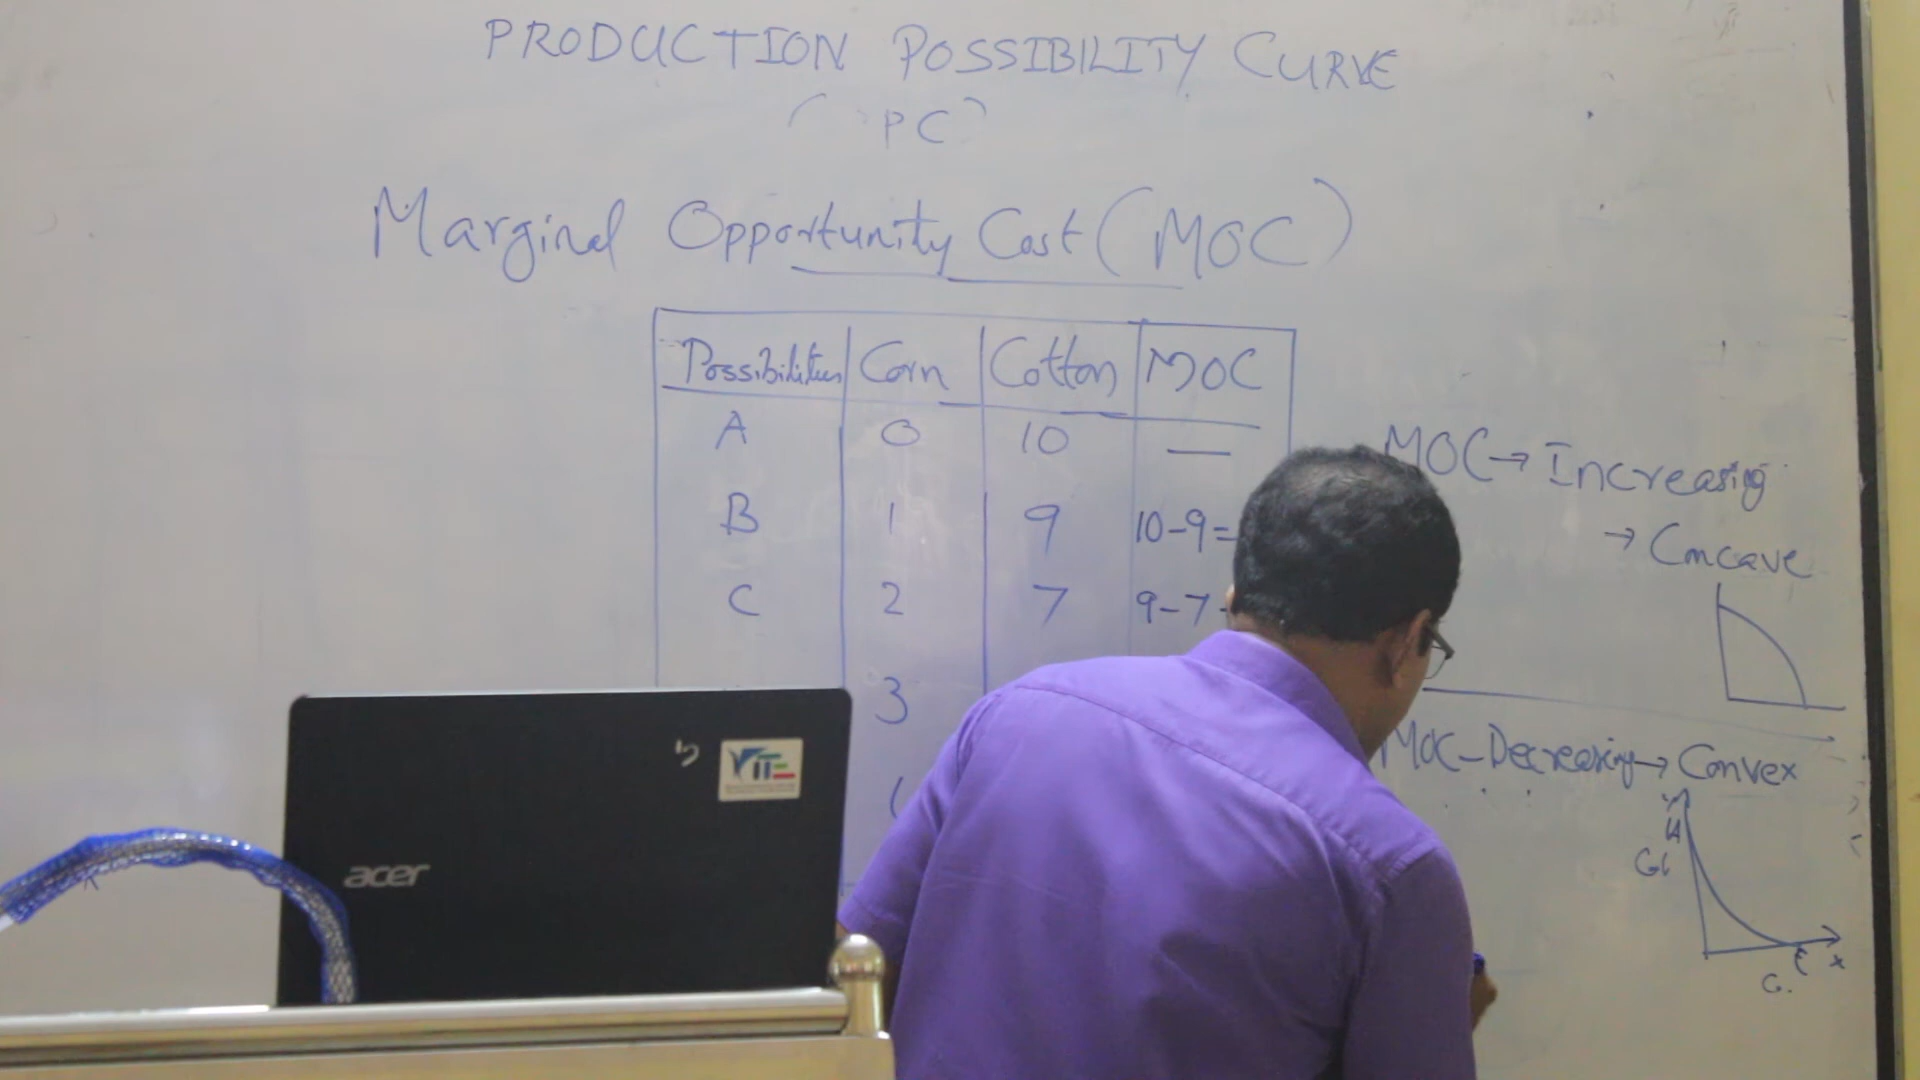 PRODUCTION POSSIBILITY CURVE
( PC)
Marginal Opportunity Cost (MOC)
Possibilities Corn Cotton MOC
A 0 10 —
B 1 9 10-9=
C 2 7 9-7
3
MOC → Increasing
→ Concave
MOC - Decreasing → Convex
A
E x
G.
acer
VITE